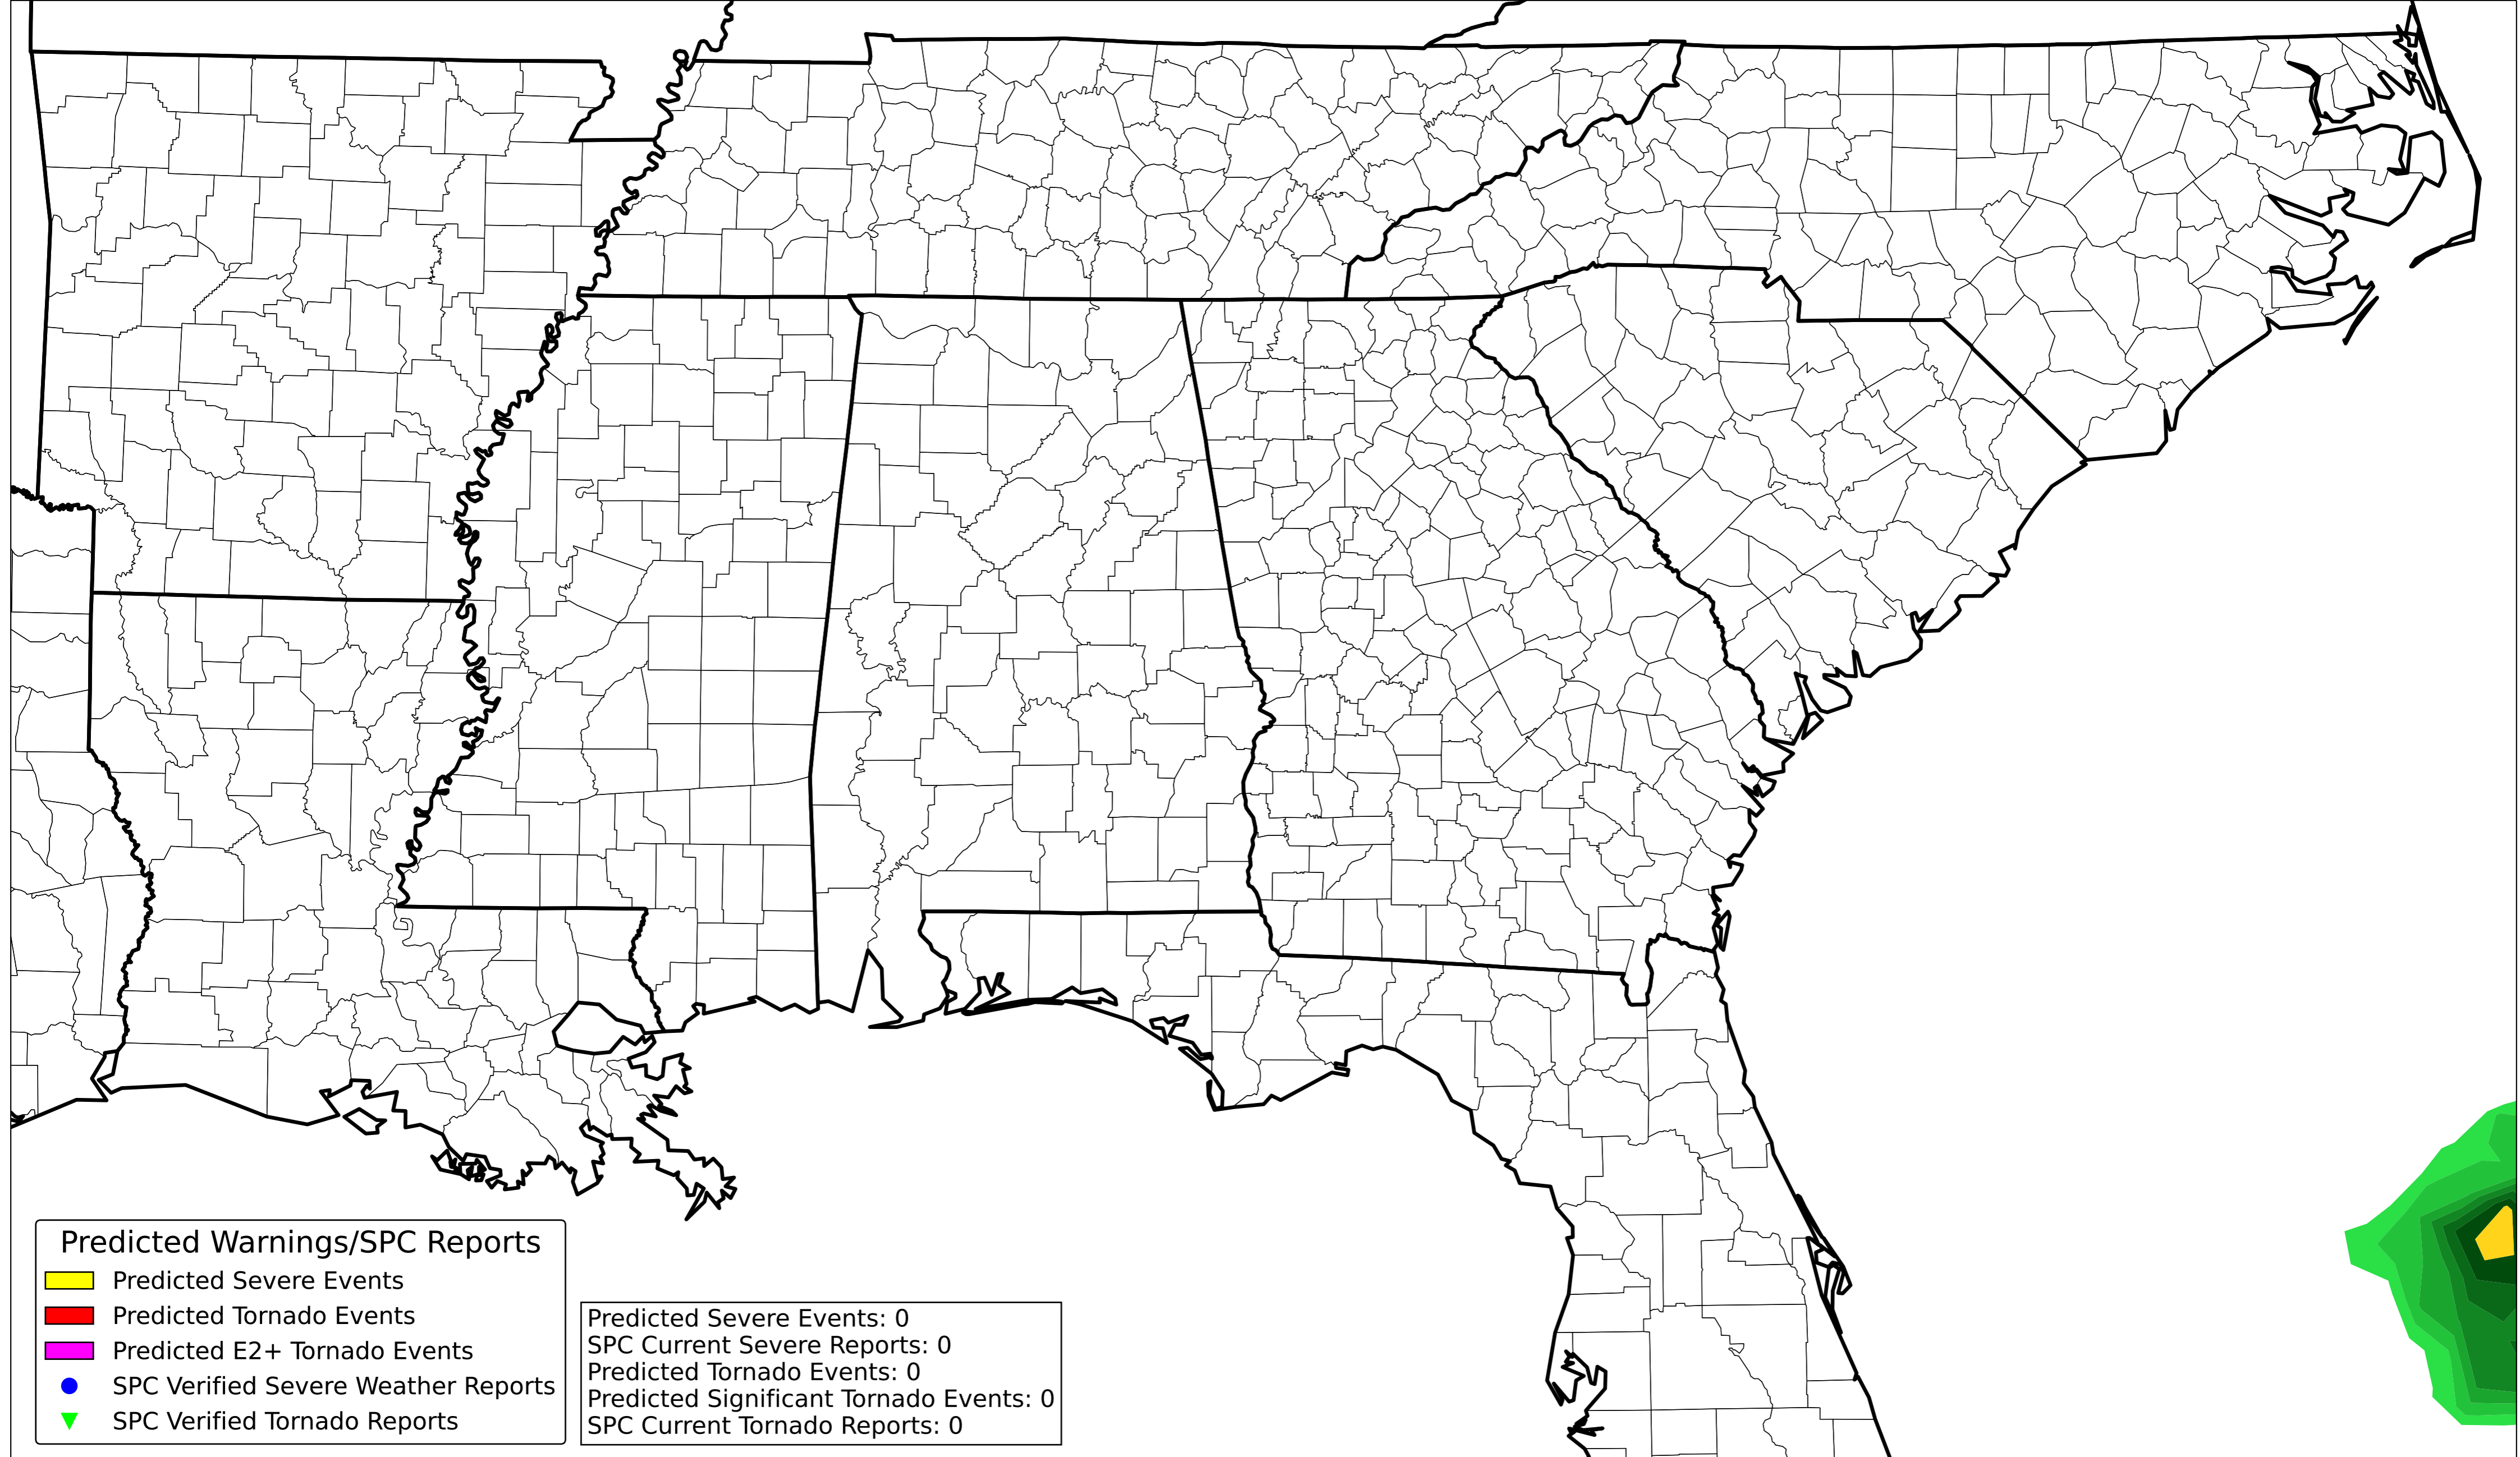 Predicted Warnings/SPC Reports
Predicted Severe Events
Predicted Tornado Events
Predicted E2+ Tornado Events
SPC Verified Severe Weather Reports
SPC Verified Tornado Reports
Predicted Severe Events: 0
SPC Current Severe Reports: 0
Predicted Tornado Events: 0
Predicted Significant Tornado Events: 0
SPC Current Tornado Reports: 0